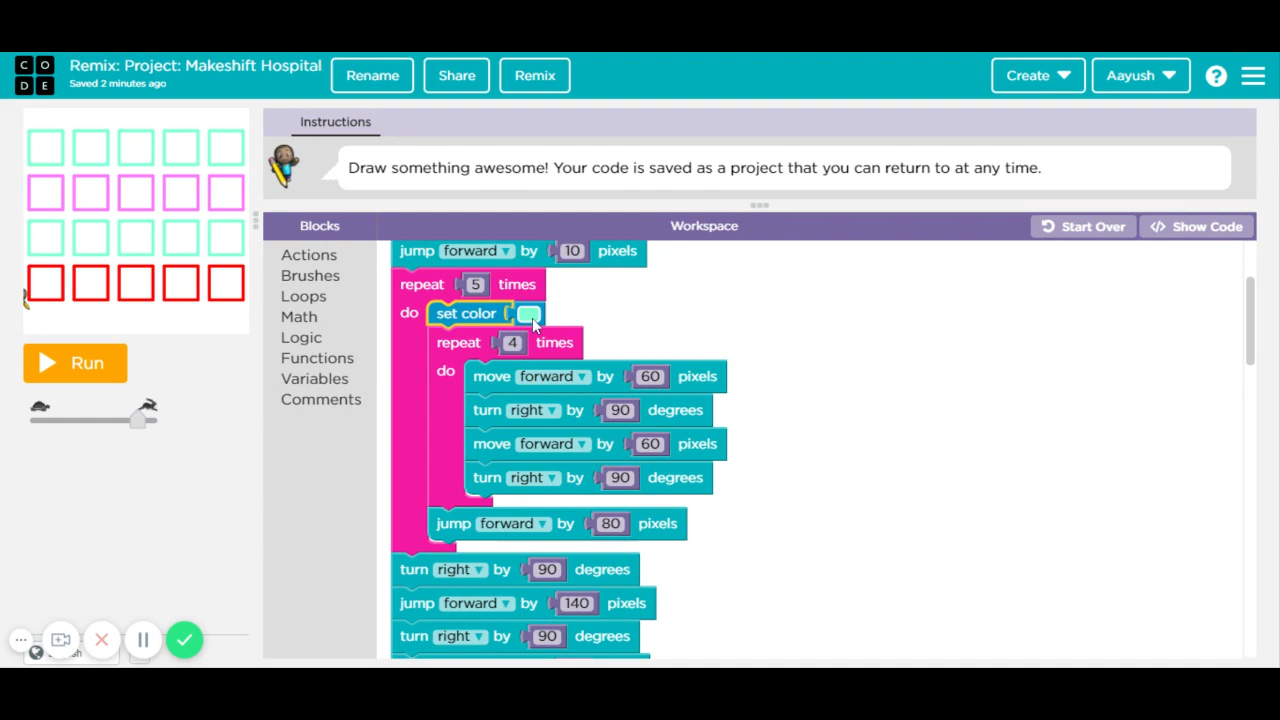 C O D E
Remix: Project: Makeshift Hospital
Saved 2 minutes ago
Rename
Share
Remix
Create
Aayush
?
Instructions
Draw something awesome! Your code is saved as a project that you can return to at any time.
Blocks
Workspace
Start Over
</> Show Code
Actions
Brushes
Loops
Math
Logic
Functions
Variables
Comments
jump forward by 10 pixels
repeat 5 times
do set color
repeat 4 times
do move forward by 60 pixels
turn right by 90 degrees
move forward by 60 pixels
turn right by 90 degrees
jump forward by 80 pixels
turn right by 90 degrees
jump forward by 140 pixels
turn right by 90 degrees
Run